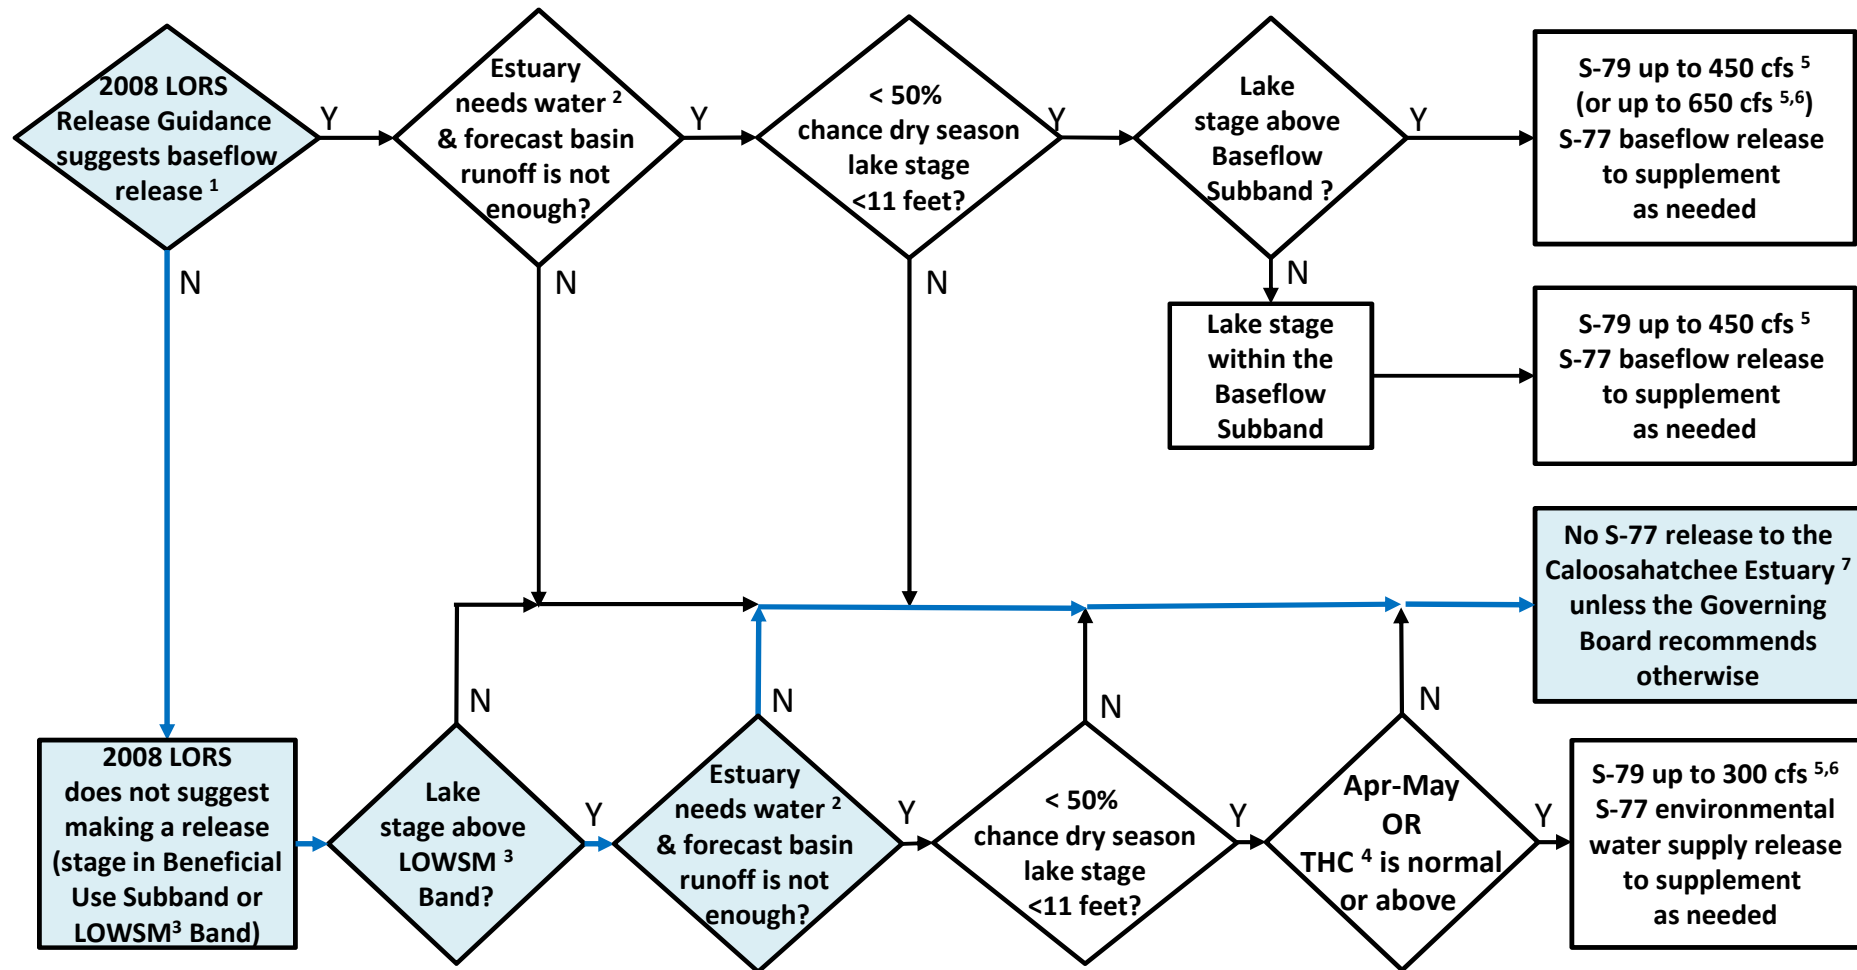 2008 LORS
Release Guidance
suggests baseflow
release 1
Y
N
Estuary
needs water 2
& forecast basin
runoff is not
enough?
Y
N
< 50%
chance dry season
lake stage
<11 feet?
Y
N
Lake
stage above
Baseflow
Subband ?
Y
N
S-79 up to 450 cfs 5
(or up to 650 cfs 5,6)
S-77 baseflow release
to supplement
as needed
Lake stage
within the
Baseflow
Subband
S-79 up to 450 cfs 5
S-77 baseflow release
to supplement
as needed
No S-77 release to the
Caloosahatchee Estuary 7
unless the Governing
Board recommends
otherwise
2008 LORS
does not suggest
making a release
(stage in Beneficial
Use Subband or
LOWSM3 Band)
N
Lake
stage above
LOWSM 3
Band?
Y
N
Estuary
needs water 2
& forecast basin
runoff is not
enough?
Y
N
< 50%
chance dry season
lake stage
<11 feet?
Y
N
Apr-May
OR
THC 4 is normal
or above
Y
S-79 up to 300 cfs 5,6
S-77 environmental
water supply release
to supplement
as needed